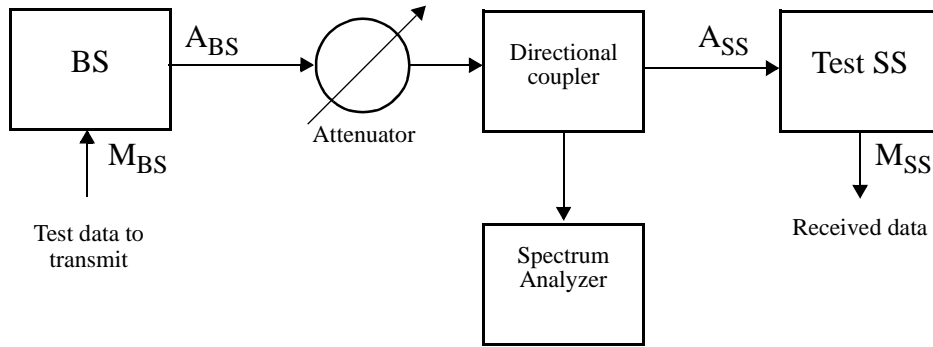 BS
A_BS
Attenuator
Directional
coupler
A_SS
Test SS
M_BS
M_SS
Test data to
transmit
Spectrum
Analyzer
Received data